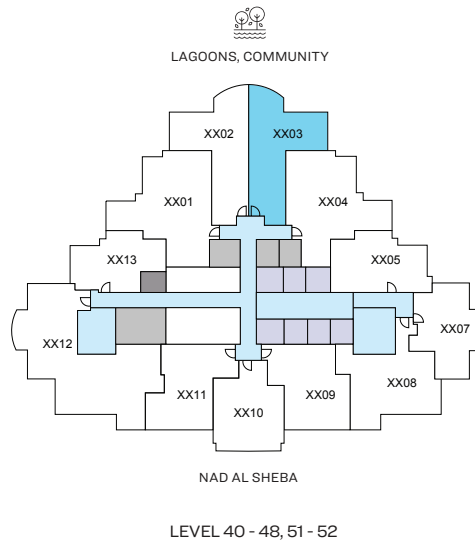 LAGOONS, COMMUNITY
XX02
XX03
XX01
XX04
XX13
XX05
XX12
XX07
XX11
XX10
XX09
XX08
NAD AL SHEBA
LEVEL 40 - 48, 51 - 52